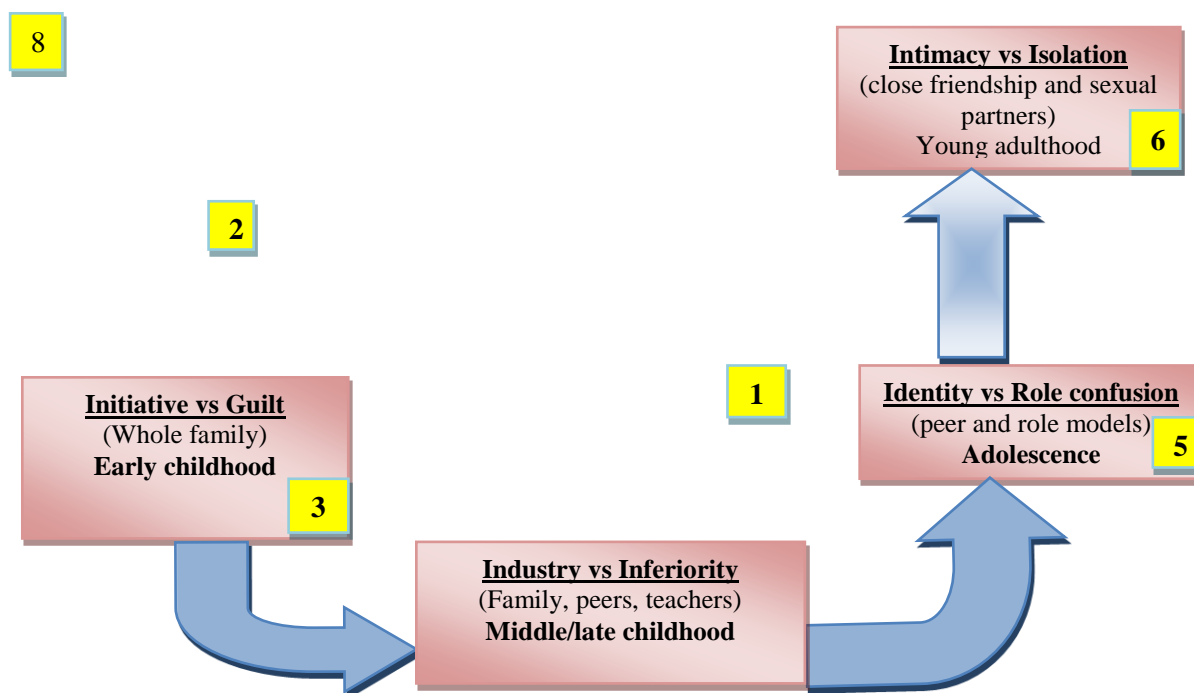 8
Intimacy vs Isolation
(close friendship and sexual
partners)
Young adulthood
6
2
1
Initiative vs Guilt
(Whole family)
Early childhood
3
Identity vs Role confusion
(peer and role models)
Adolescence
5
Industry vs Inferiority
(Family, peers, teachers)
Middle/late childhood